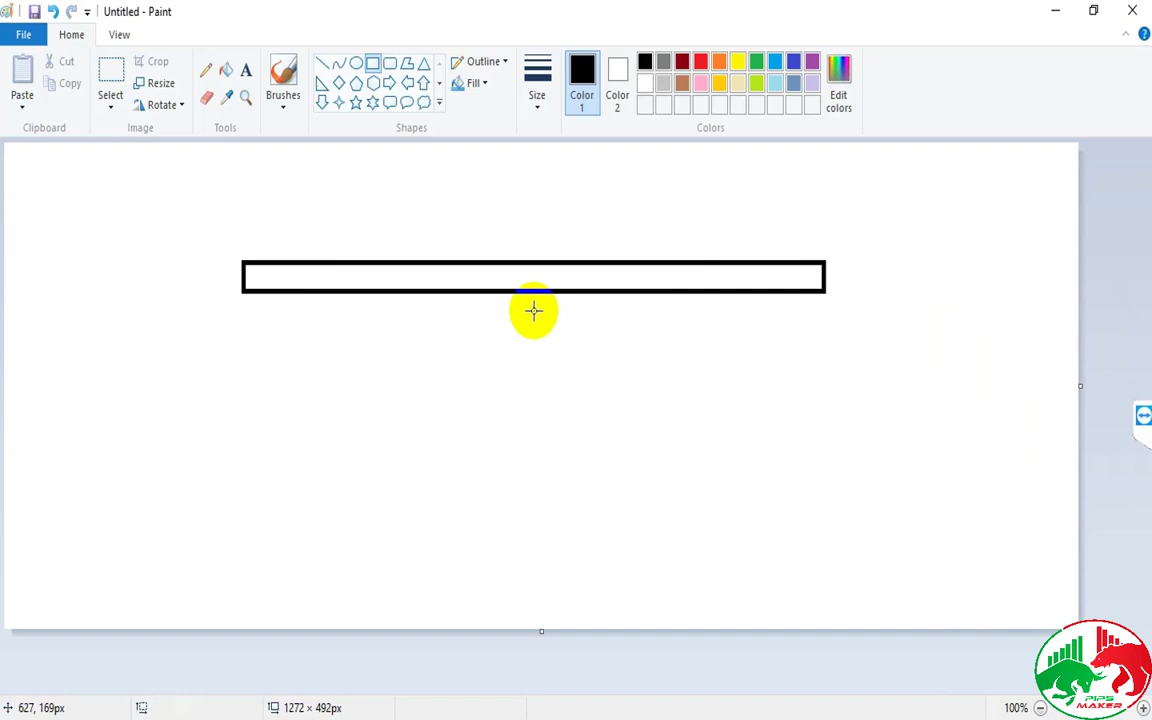 Untitled - Paint
File
Home
View
Paste
Cut
Copy
Clipboard
Select
Crop
Resize
Rotate
Image
A
Tools
Brushes
Outline
Fill
Shapes
Size
Color
1
Color
2
Edit
colors
Colors
627, 169px
1272 × 492px
100%
PIPS
MAKER